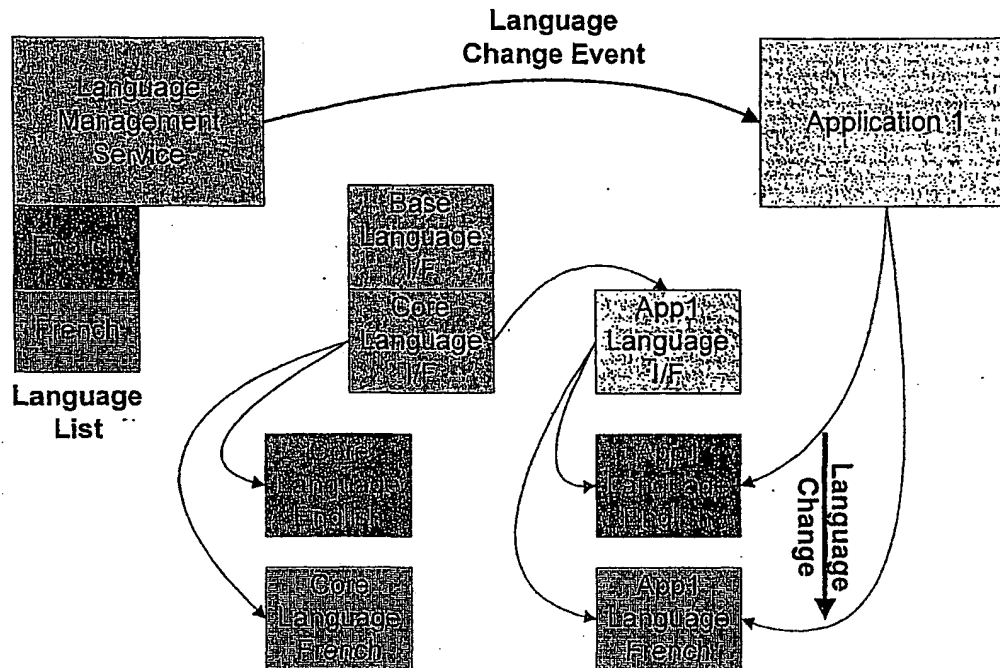 Language
Change Event
Language
Management
Service
Application 1
English
French
Language
List
Base
Language
I/F
Core
Language
I/F
App1
Language
I/F
Core
Language
English
App1
Language
English
Language
Change
Core
Language
French
App1
Language
French